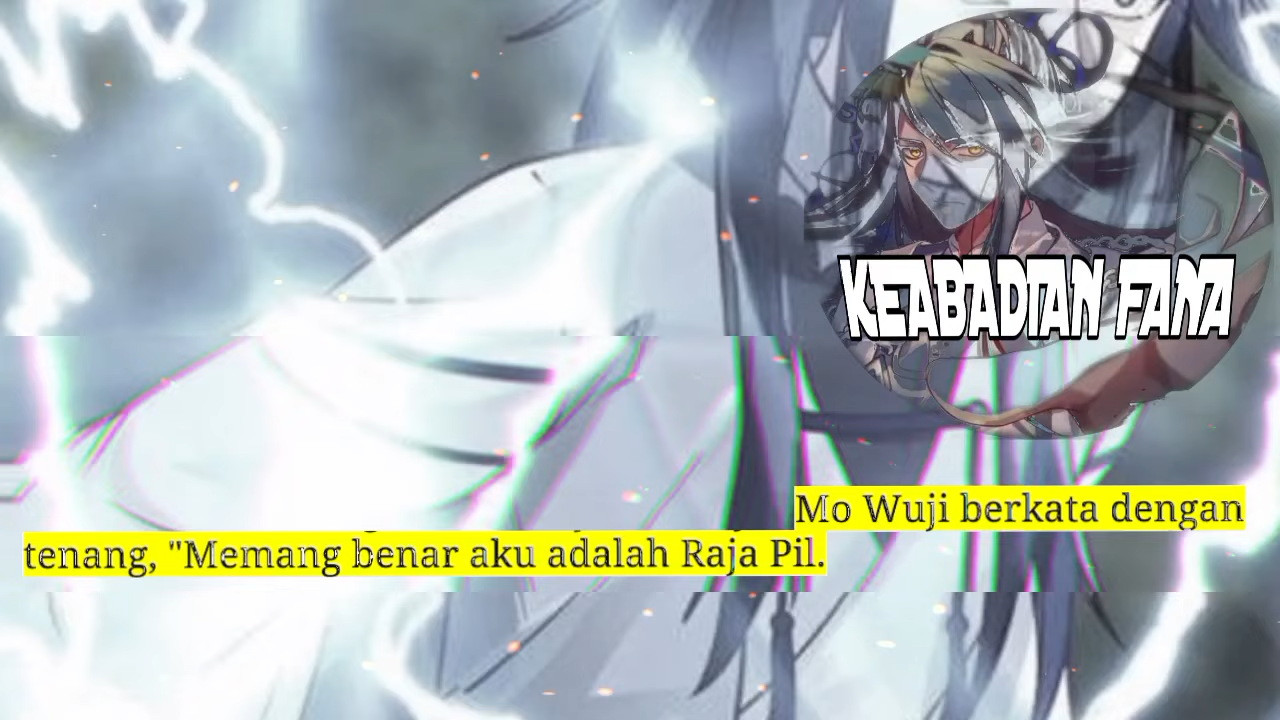 KEABADIAN FANA
Mo Wuji berkata dengan
tenang, "Memang benar aku adalah Raja Pil.